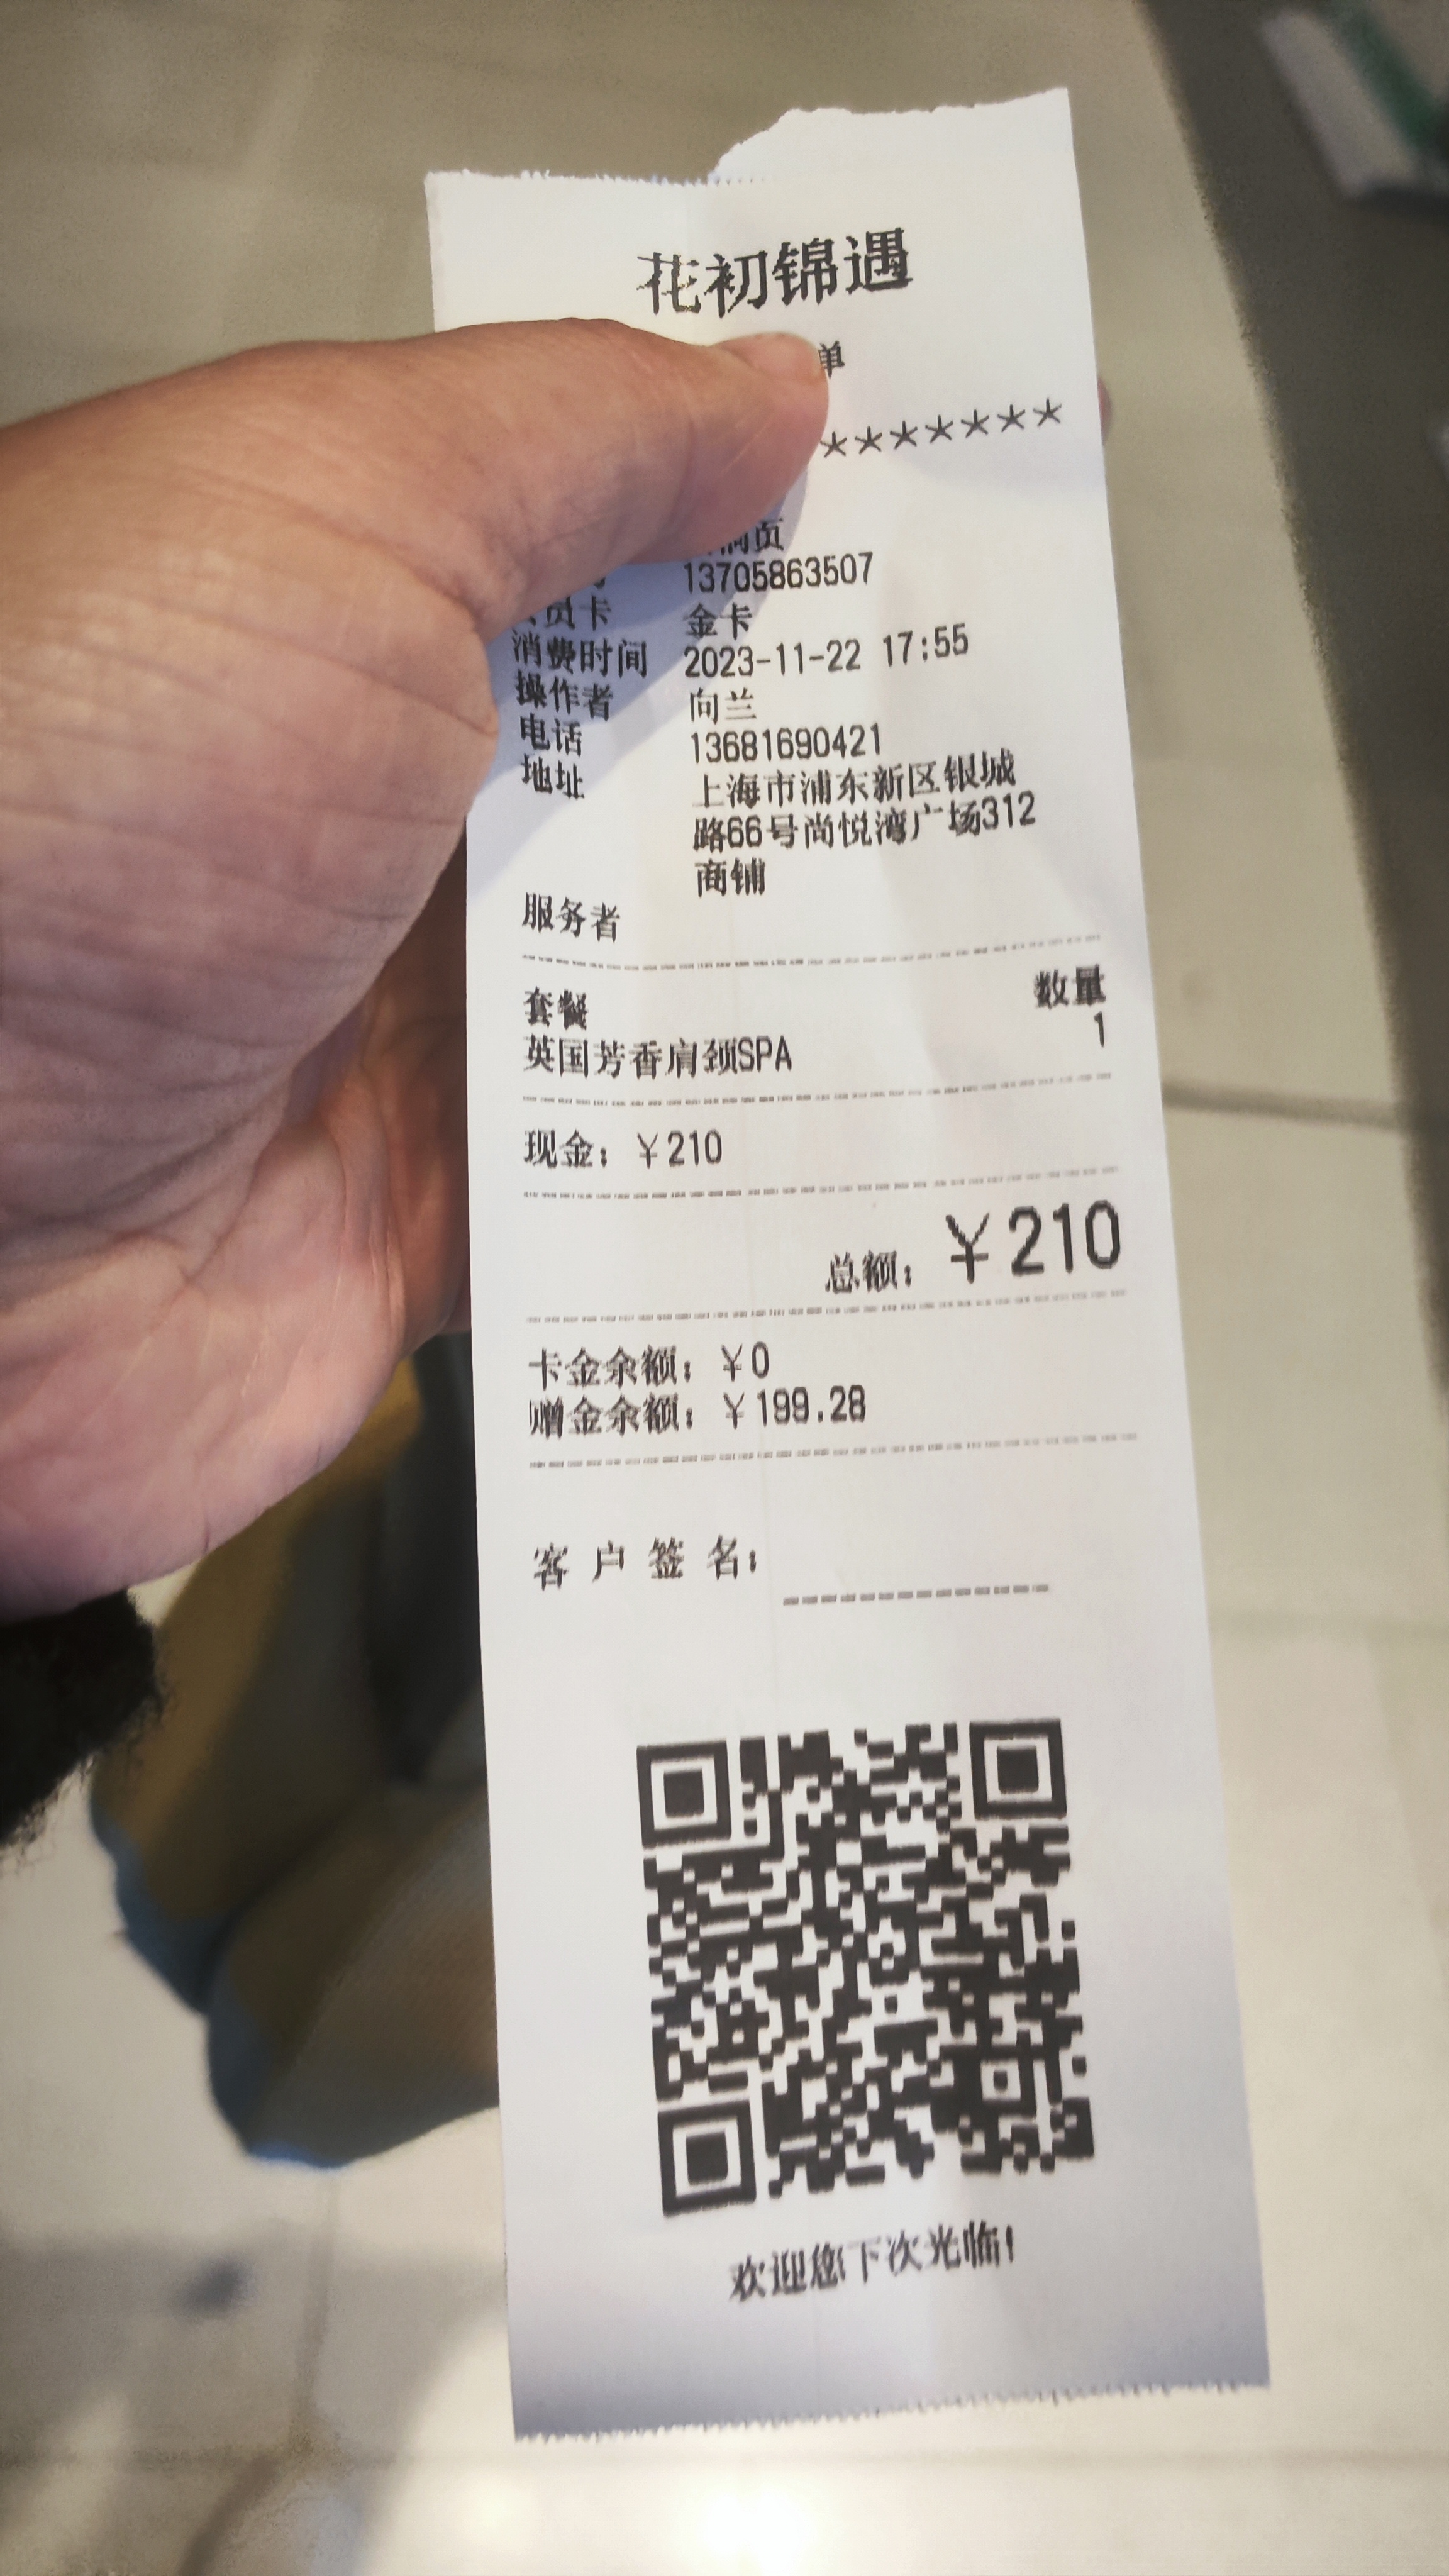 花初锦遇
单
*******
13705863507
员卡 金卡
消费时间 2023-11-22 17:55
操作者 向兰
电话 13681690421
地址 上海市浦东新区银城
路66号尚悦湾广场312
商铺
服务者
套餐 数量
英国芳香肩颈SPA 1
现金：￥210
总额：￥210
卡金余额：￥0
赠金余额：￥199.28
客户签名：
欢迎您下次光临！